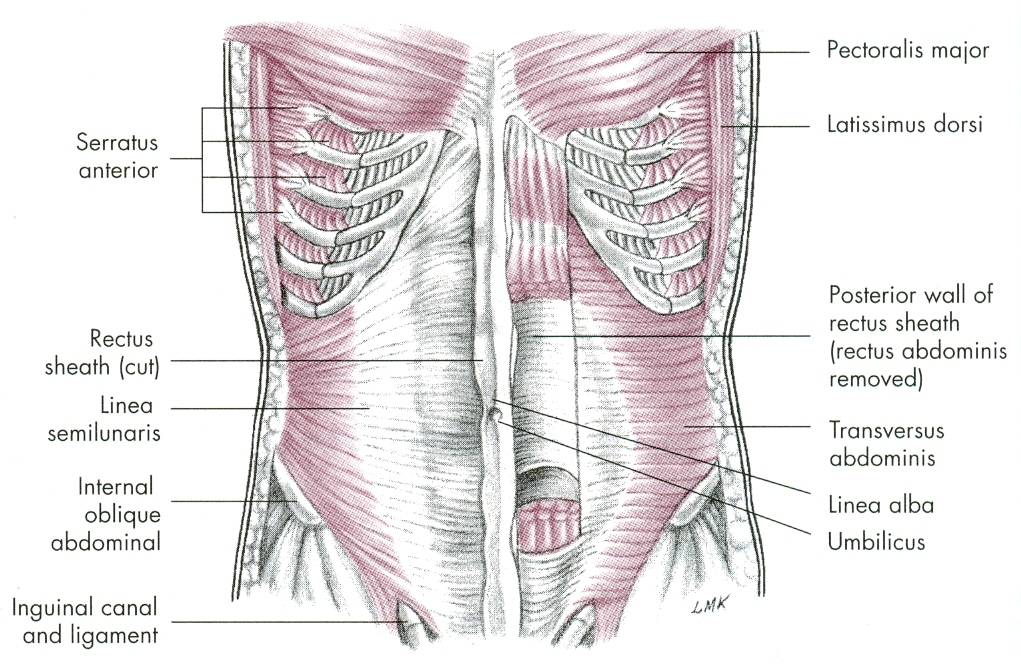 Serratus
anterior
Rectus
sheath (cut)
Linea
semilunaris
Internal
oblique
abdominal
Inguinal canal
and ligament
Pectoralis major
Latissimus dorsi
Posterior wall of
rectus sheath
(rectus abdominis
removed)
Transversus
abdominis
Linea alba
Umbilicus
LMK